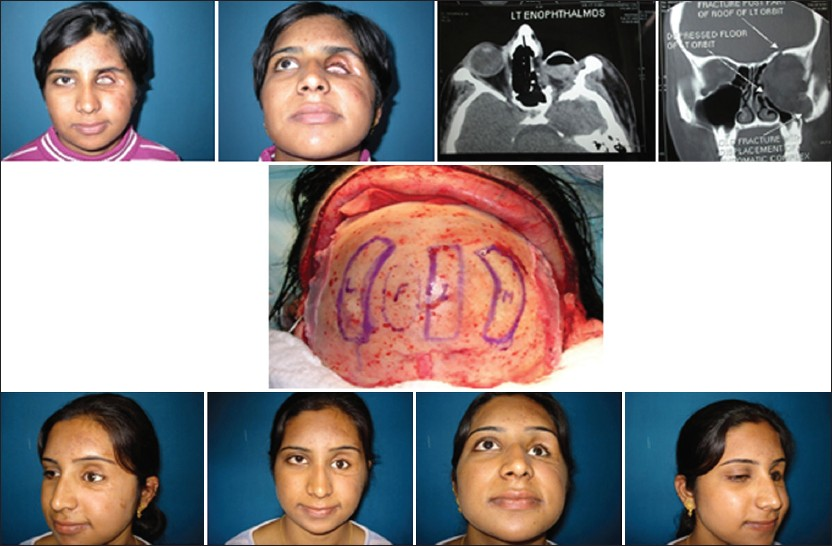 LT ENOPHTHALMOS
FRACTURE POST PART
OF ROOF OF LT ORBIT
DEPRESSED FLOOR
OF LT ORBIT
OLD FRACTURE
DISPLACEMENT OF
COMPLEX
L
F
M